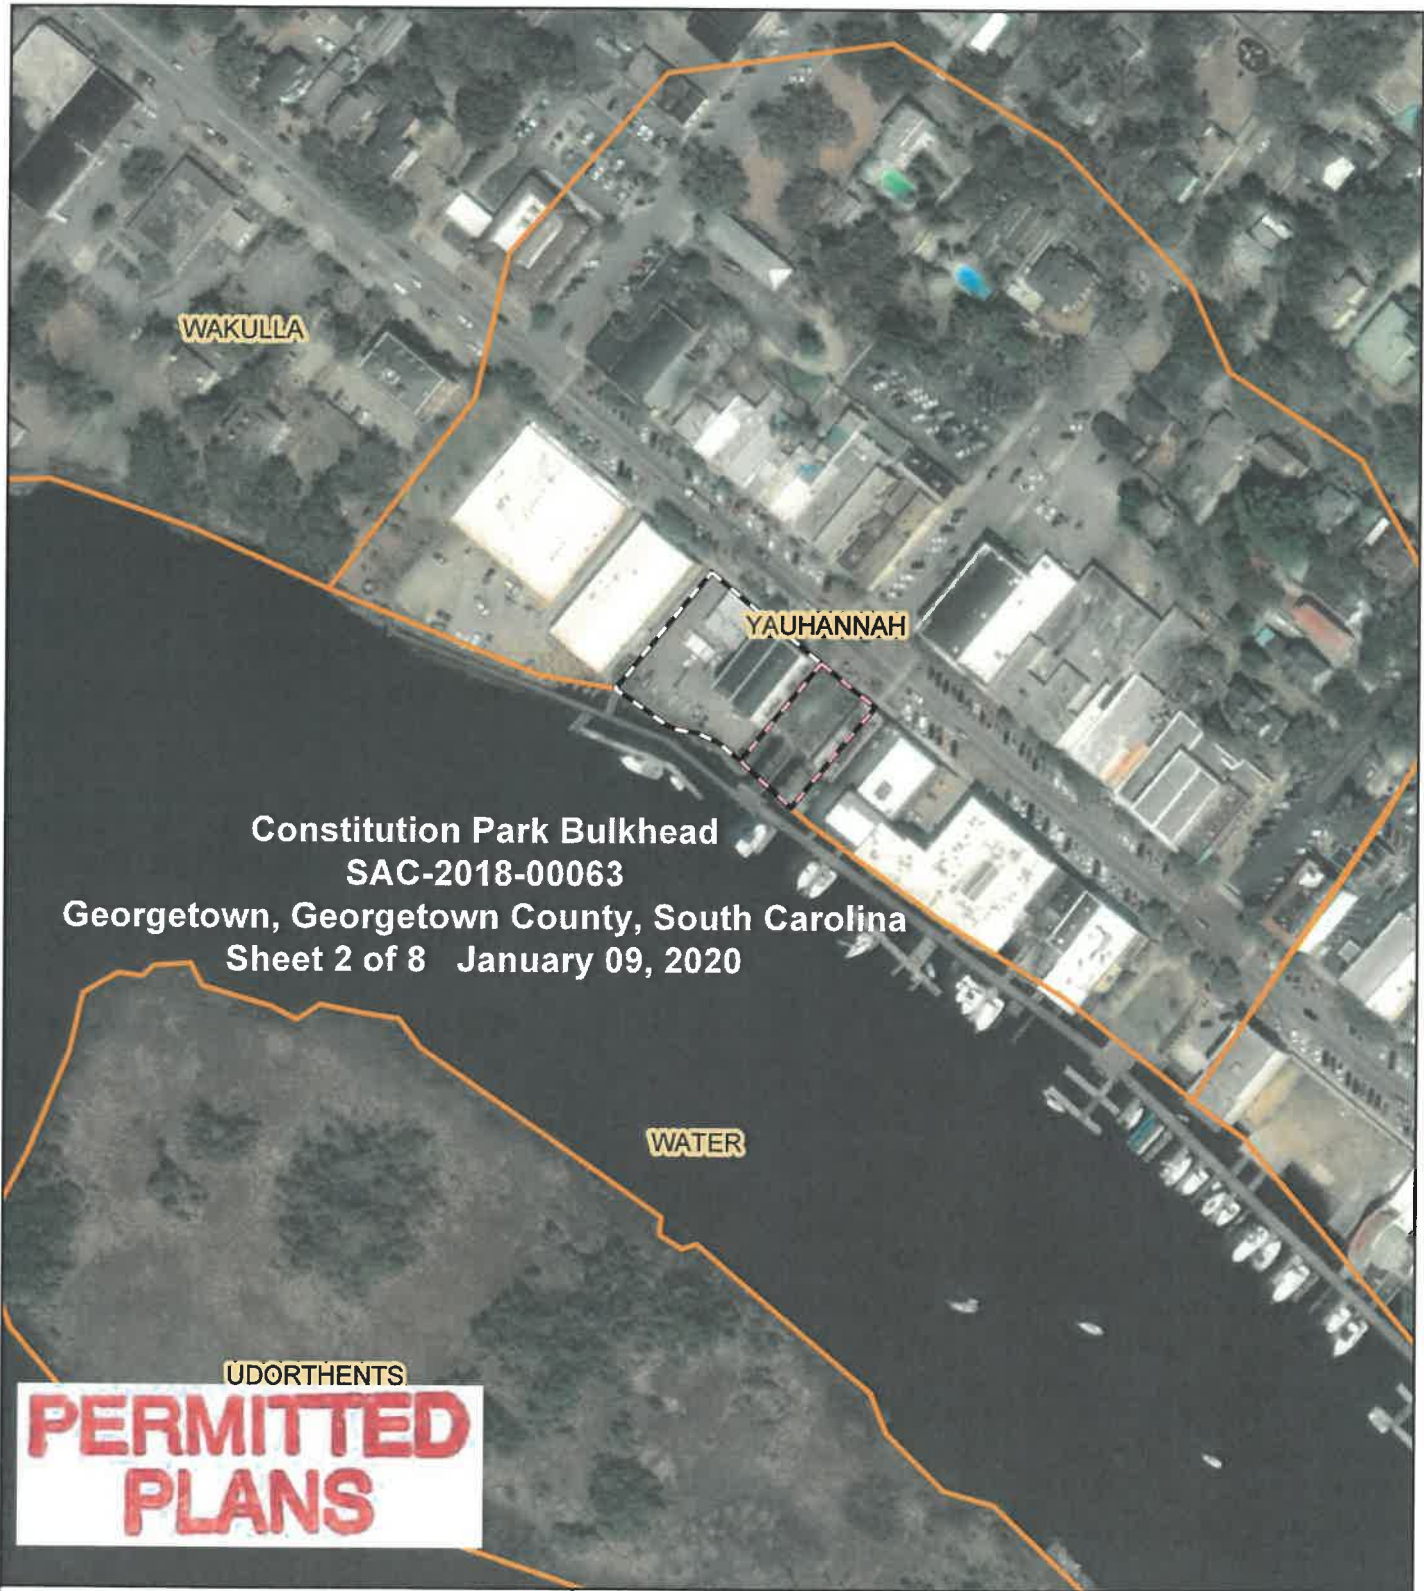 WAKULLA
YAUHANNAH
Constitution Park Bulkhead
SAC-2018-00063
Georgetown, Georgetown County, South Carolina
Sheet 2 of 8 January 09, 2020
WATER
UDORTHENTS
PERMITTED
PLANS